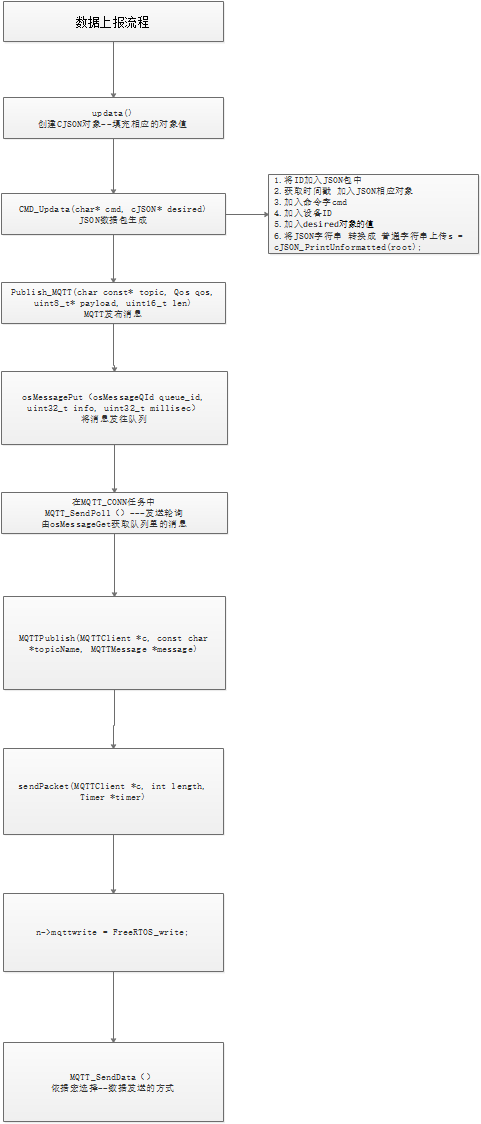 数据上报流程
updata()
创建CJSON对象--填充相应的对象值
CMD_Updata(char* cmd, cJSON* desired)
JSON数据包生成
1. 将ID加入JSON包中
2. 获取时间戳 加入JSON相应对象
3. 加入命令字cmd
4. 加入设备ID
5. 加入desired对象的值
6. 将JSON字符串 转换成 普通字符串上传s =
cJSON_PrintUnformatted(root);
Publish_MQTT(char const* topic, Qos qos,
uint8_t* payload, uint16_t len)
MQTT发布消息
osMessagePut (osMessageQId queue_id,
uint32_t info, uint32_t millisec)
将消息发往队列
在MQTT_CONN任务中
MQTT_SendPoll（）---发送轮询
由osMessageGet获取队列里的消息
MQTTPublish(MQTTClient *c, const char
*topicName, MQTTMessage *message)
sendPacket(MQTTClient *c, int length,
Timer *timer)
n->mqttwrite = FreeRTOS_write;
MQTT_SendData（）
依据宏选择--数据发送的方式